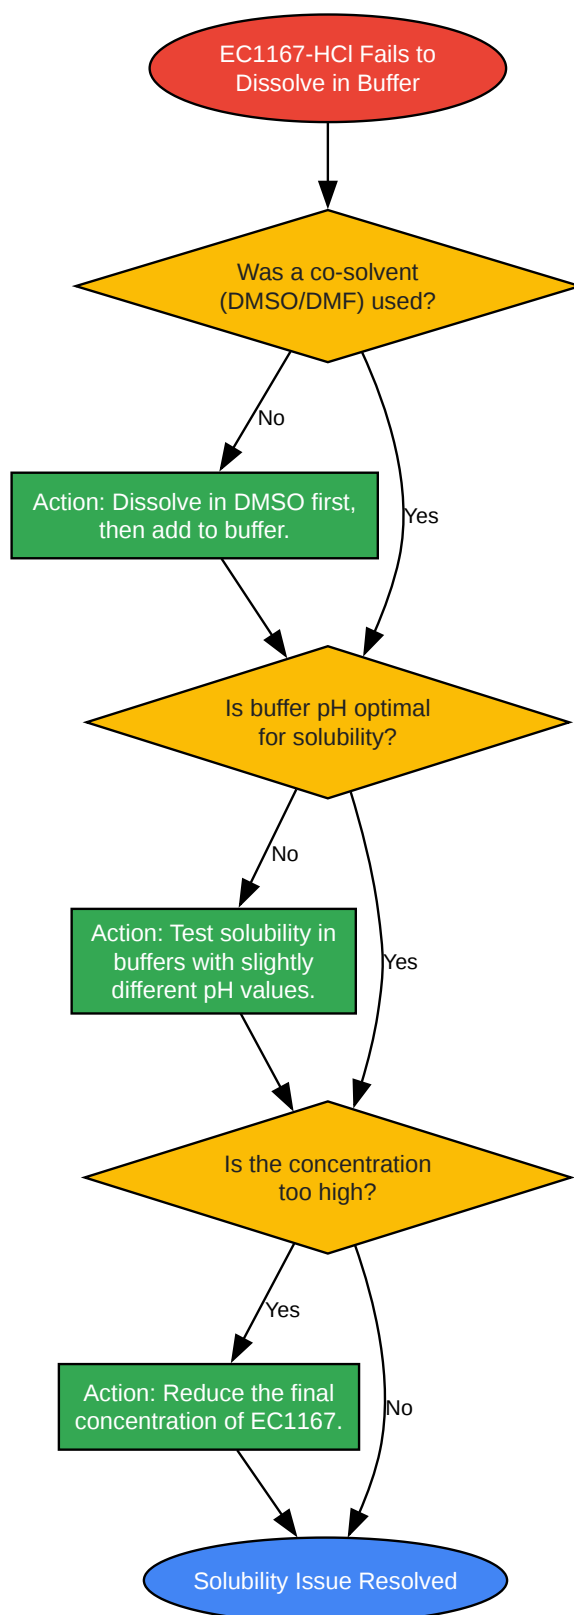 EC1167-HCl Fails to
Dissolve in Buffer
Was a co-solvent
(DMSO/DMF) used?
No
Yes
Action: Dissolve in DMSO first,
then add to buffer.
Is buffer pH optimal
for solubility?
No
Yes
Action: Test solubility in
buffers with slightly
different pH values.
Is the concentration
too high?
Yes
No
Action: Reduce the final
concentration of EC1167.
Solubility Issue Resolved